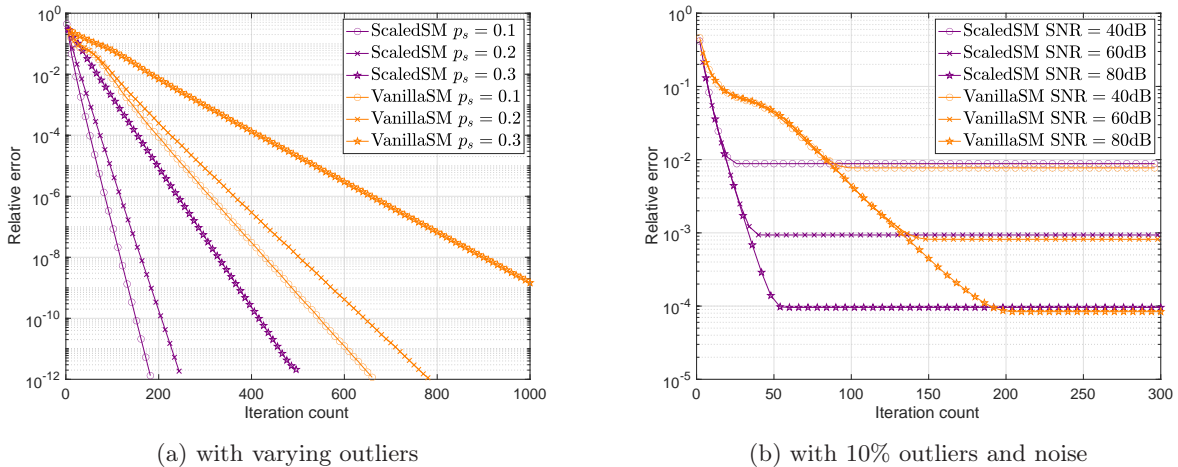 10^0
10^-2
10^-4
10^-6
10^-8
10^-10
10^-12
Relative error
0 200 400 600 800 1000
Iteration count
ScaledSM p_s = 0.1
ScaledSM p_s = 0.2
ScaledSM p_s = 0.3
VanillaSM p_s = 0.1
VanillaSM p_s = 0.2
VanillaSM p_s = 0.3
(a) with varying outliers
10^0
10^-1
10^-2
10^-3
10^-4
10^-5
Relative error
0 50 100 150 200 250 300
Iteration count
ScaledSM SNR = 40dB
ScaledSM SNR = 60dB
ScaledSM SNR = 80dB
VanillaSM SNR = 40dB
VanillaSM SNR = 60dB
VanillaSM SNR = 80dB
(b) with 10% outliers and noise